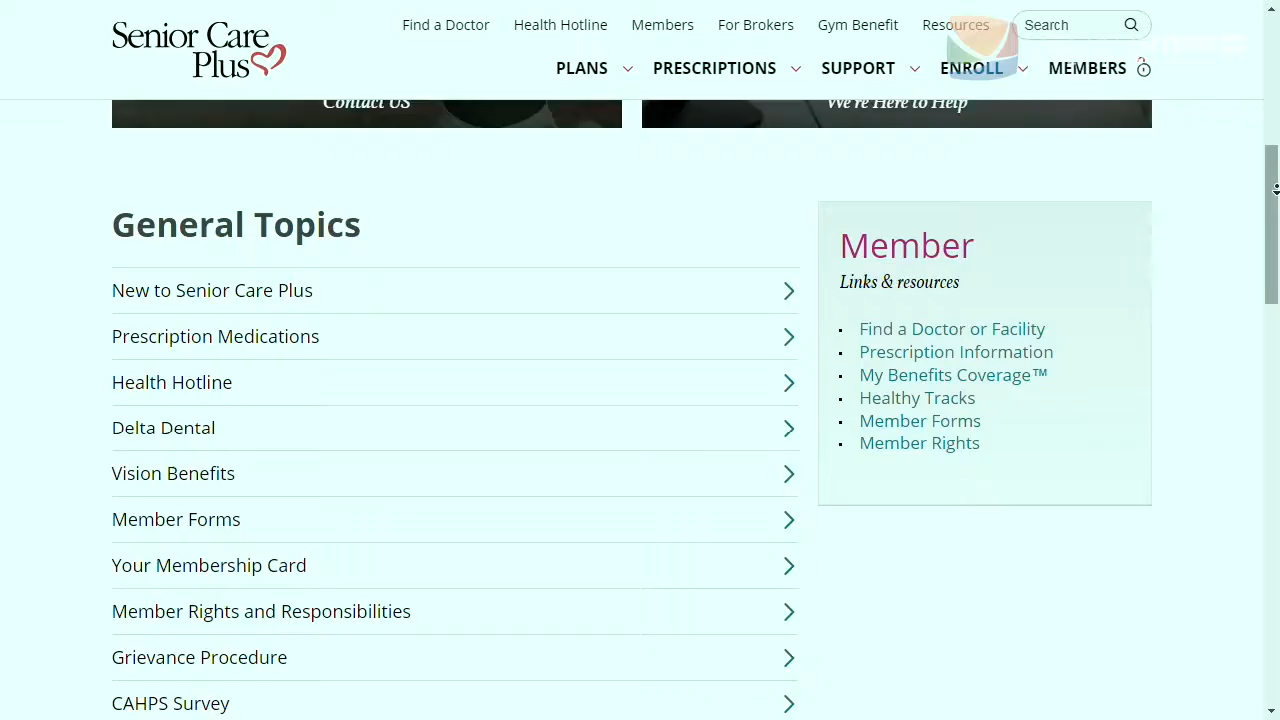 Senior Care
Plus
Find a Doctor
Health Hotline
Members
For Brokers
Gym Benefit
Resources
Search
PLANS
PRESCRIPTIONS
SUPPORT
ENROLL
MEMBERS
Contact US
We're Here to Help
General Topics
New to Senior Care Plus
Prescription Medications
Health Hotline
Delta Dental
Vision Benefits
Member Forms
Your Membership Card
Member Rights and Responsibilities
Grievance Procedure
CAHPS Survey
Member
Links & resources
Find a Doctor or Facility
Prescription Information
My Benefits Coverage™
Healthy Tracks
Member Forms
Member Rights